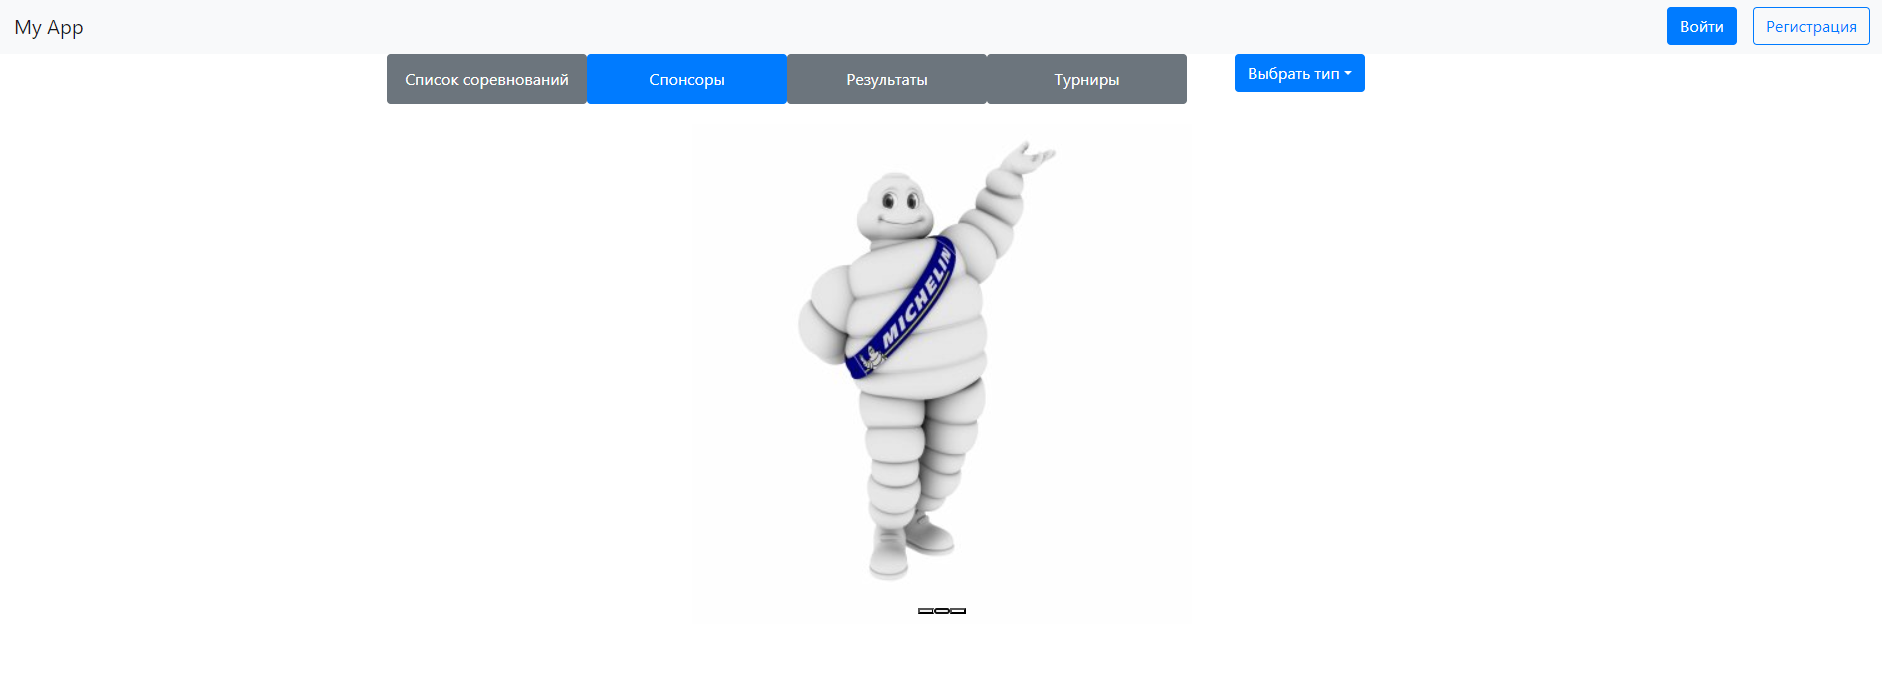 My App
Войти
Регистрация
Список соревнований
Спонсоры
Результаты
Турниры
Выбрать тип
MICHELIN